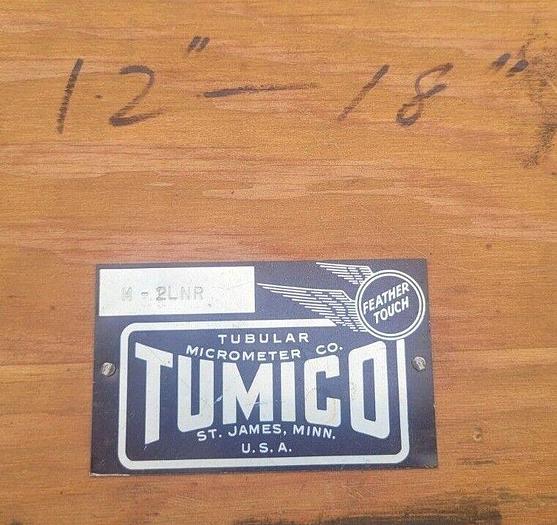 12" — 18"
M-2LNR
FEATHER
TOUCH
TUBULAR
MICROMETER CO.
TUMICO
ST. JAMES, MINN.
U.S.A.